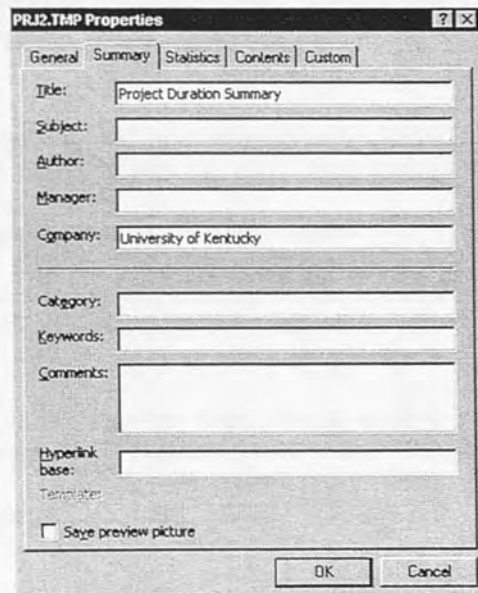 PRJ2.TMP Properties
? ×
General Summary Statistics Contents Custom
Title: Project Duration Summary
Subject:
Author:
Manager:
Company: University of Kentucky
Category:
Keywords:
Comments:
Hyperlink
base:
Template:
Save preview picture
OK Cancel